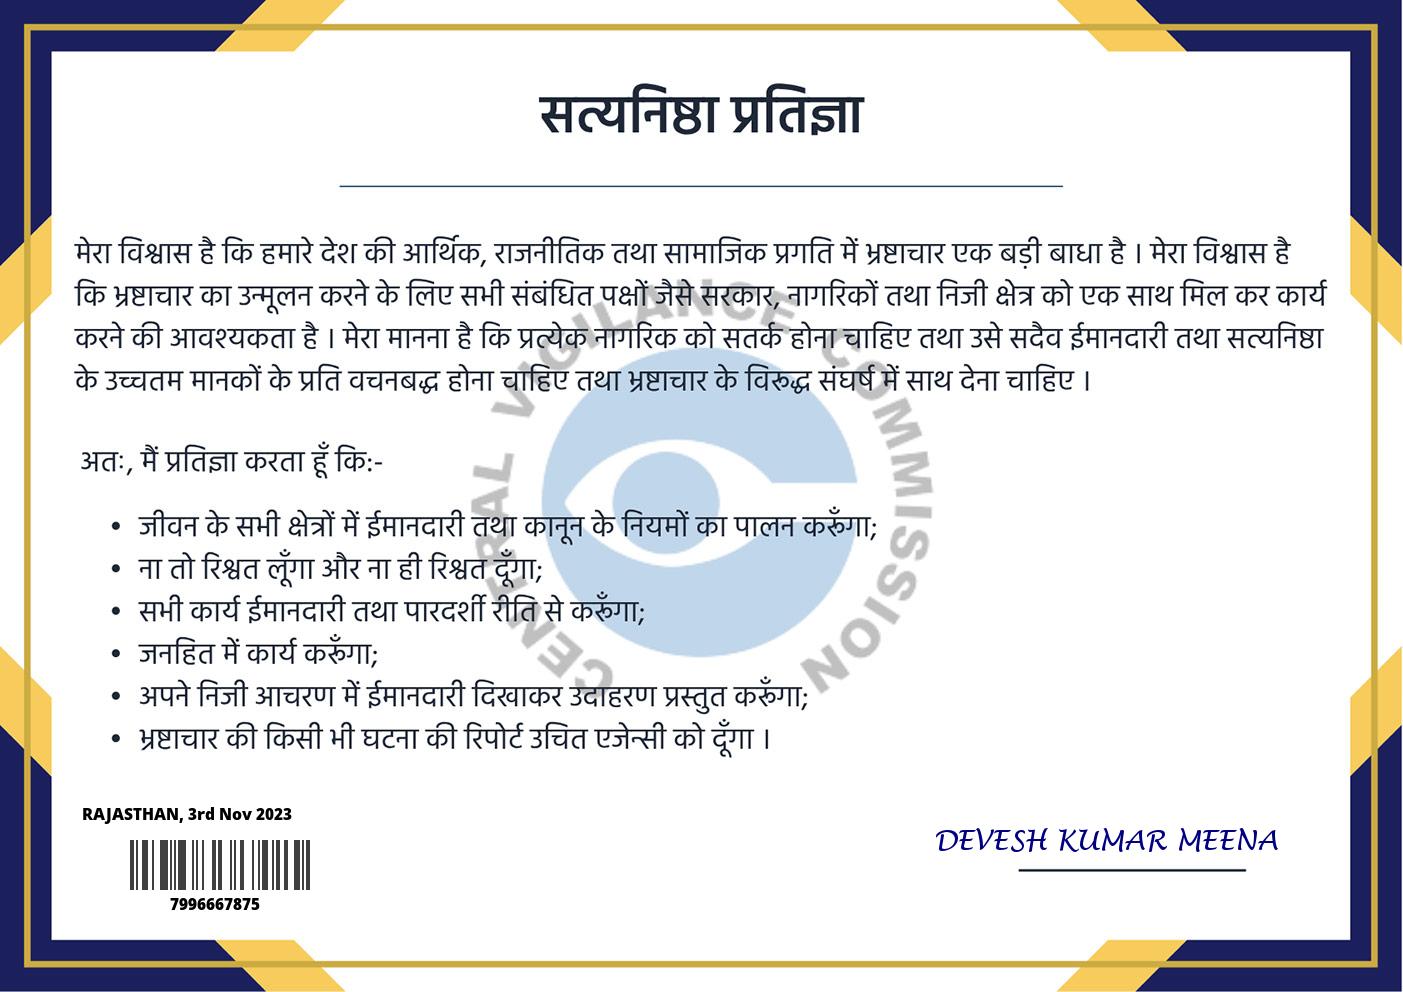 सत्यनिष्ठा प्रतिज्ञा
मेरा विश्वास है कि हमारे देश की आर्थिक, राजनीतिक तथा सामाजिक प्रगति में भ्रष्टाचार एक बड़ी बाधा है । मेरा विश्वास है
कि भ्रष्टाचार का उन्मूलन करने के लिए सभी संबंधित पक्षों जैसे सरकार, नागरिकों तथा निजी क्षेत्र को एक साथ मिल कर कार्य
करने की आवश्यकता है । मेरा मानना है कि प्रत्येक नागरिक को सतर्क होना चाहिए तथा उसे सदैव ईमानदारी तथा सत्यनिष्ठा
के उच्चतम मानकों के प्रति वचनबद्ध होना चाहिए तथा भ्रष्टाचार के विरूद्ध संघर्ष में साथ देना चाहिए ।
अतः, मैं प्रतिज्ञा करता हूँ कि:-
• जीवन के सभी क्षेत्रों में ईमानदारी तथा कानून के नियमों का पालन करूँगा;
• ना तो रिश्वत लूँगा और ना ही रिश्वत दूँगा;
• सभी कार्य ईमानदारी तथा पारदर्शी रीति से करूँगा;
• जनहित में कार्य करूँगा;
• अपने निजी आचरण में ईमानदारी दिखाकर उदाहरण प्रस्तुत करूँगा;
• भ्रष्टाचार की किसी भी घटना की रिपोर्ट उचित एजेन्सी को दूँगा ।
CENTRAL VIGILANCE COMMISSION
RAJASTHAN, 3rd Nov 2023
7996667875
DEVESH KUMAR MEENA